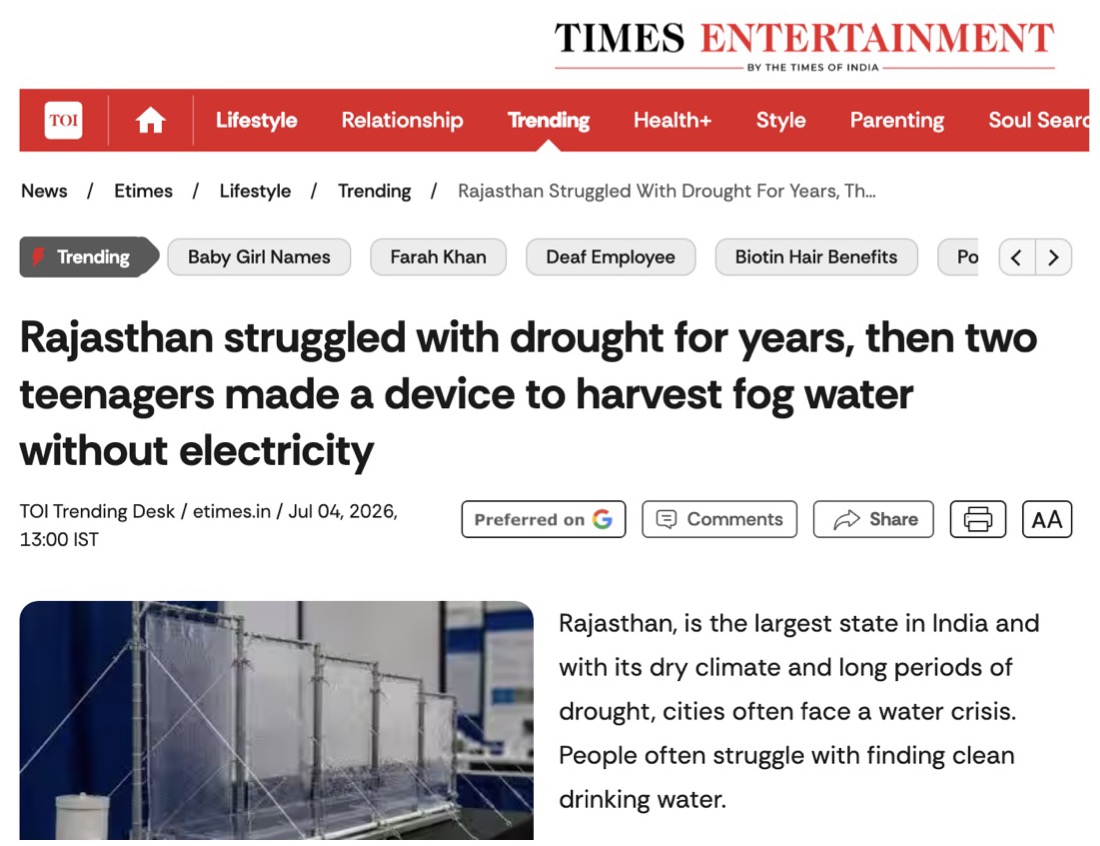 TIMES ENTERTAINMENT
BY THE TIMES OF INDIA
TOI Lifestyle Relationship Trending Health+ Style Parenting Soul Searc
News / Etimes / Lifestyle / Trending / Rajasthan Struggled With Drought For Years, Th...
Trending Baby Girl Names Farah Khan Deaf Employee Biotin Hair Benefits Po
Rajasthan struggled with drought for years, then two
teenagers made a device to harvest fog water
without electricity
TOI Trending Desk / etimes.in / Jul 04, 2026,
13:00 IST
Preferred on G Comments Share AA
Rajasthan, is the largest state in India and
with its dry climate and long periods of
drought, cities often face a water crisis.
People often struggle with finding clean
drinking water.